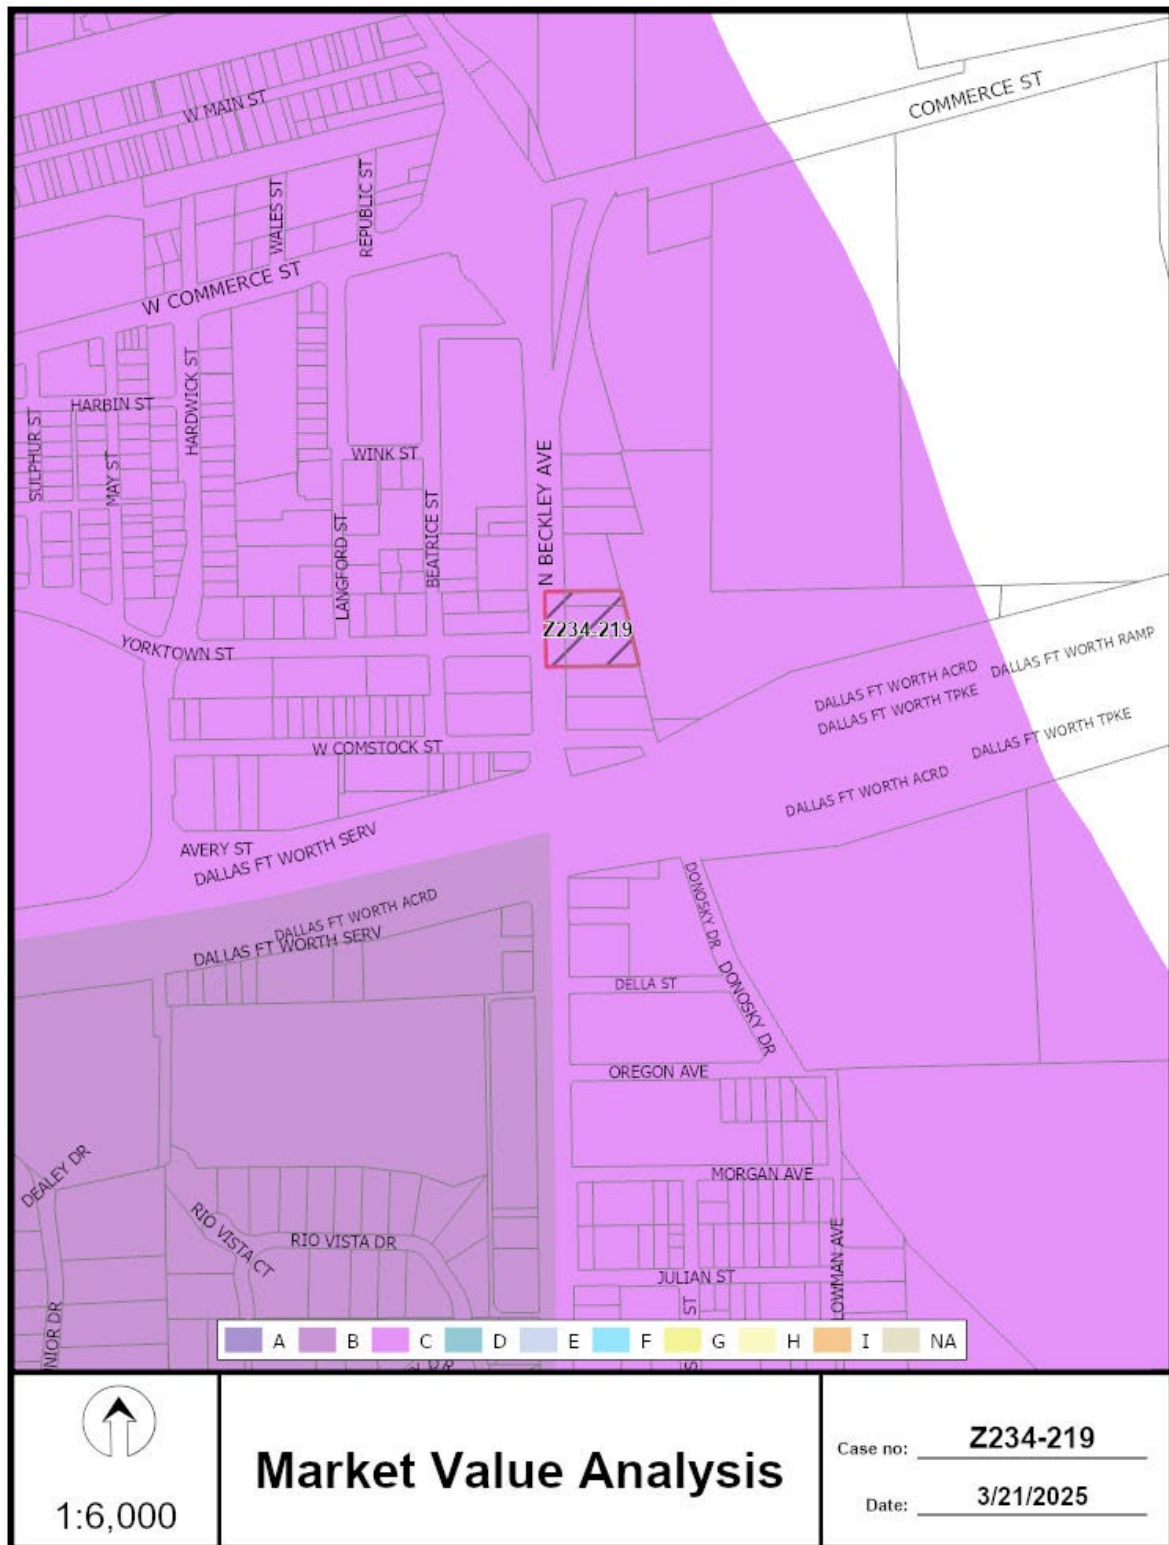 COMMERCE ST
W MAIN ST
WALES ST
REPUBLIC ST
W COMMERCE ST
HARDWICK ST
HARBIN ST
SULPHUR ST
MAY ST
WINK ST
N BECKLEY AVE
LANGFORD ST
BEATRICE ST
Z234-219
YORKTOWN ST
DALLAS FT WORTH RAMP
DALLAS FT WORTH ACRD
DALLAS FT WORTH TPKE
DALLAS FT WORTH TPKE
W COMSTOCK ST
DALLAS FT WORTH ACRD
AVERY ST
DALLAS FT WORTH SERV
DALLAS FT WORTH ACRD
DALLAS FT WORTH SERV
DONOSKY DR
DONOSKY DR
DELLA ST
OREGON AVE
MORGAN AVE
DEALEY DR
RIO VISTA CT
RIO VISTA DR
LOWMAN AVE
JULIAN ST
ST
NIOR DR
A B C D E F G H I NA
S
1:6,000
Market Value Analysis
Case no: Z234-219
Date: 3/21/2025